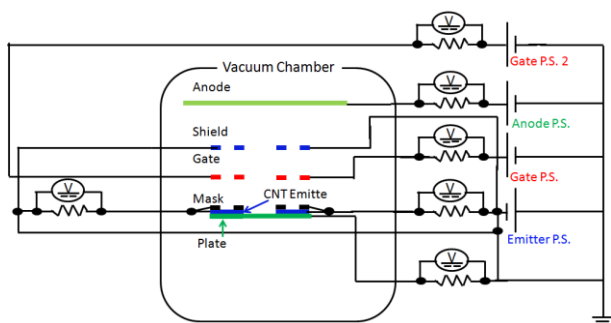 V
Gate P.S. 2
Vacuum Chamber
Anode
V
Anode P.S.
Shield
Gate
V
Gate P.S.
V
Mask
CNT Emitte
V
Plate
Emitter P.S.
V